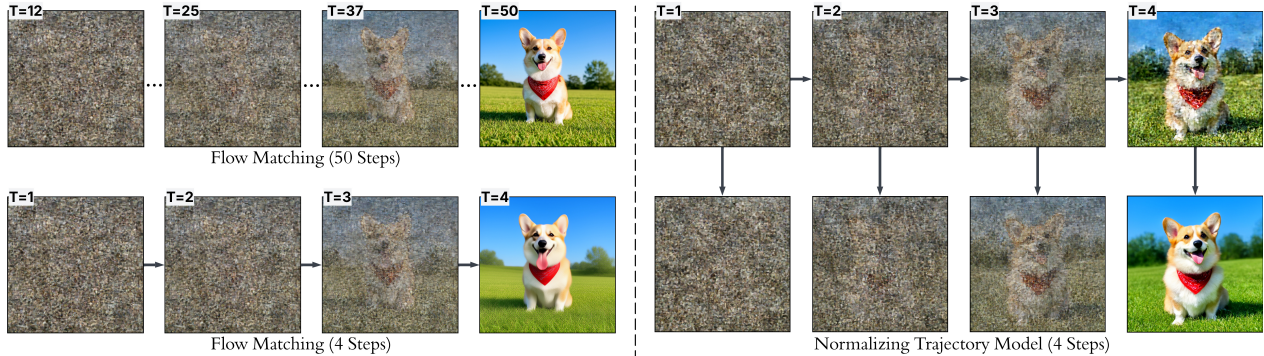 T=12 T=25 T=37 T=50
Flow Matching (50 Steps)
T=1 T=2 T=3 T=4
Flow Matching (4 Steps)
T=1 T=2 T=3 T=4
Normalizing Trajectory Model (4 Steps)